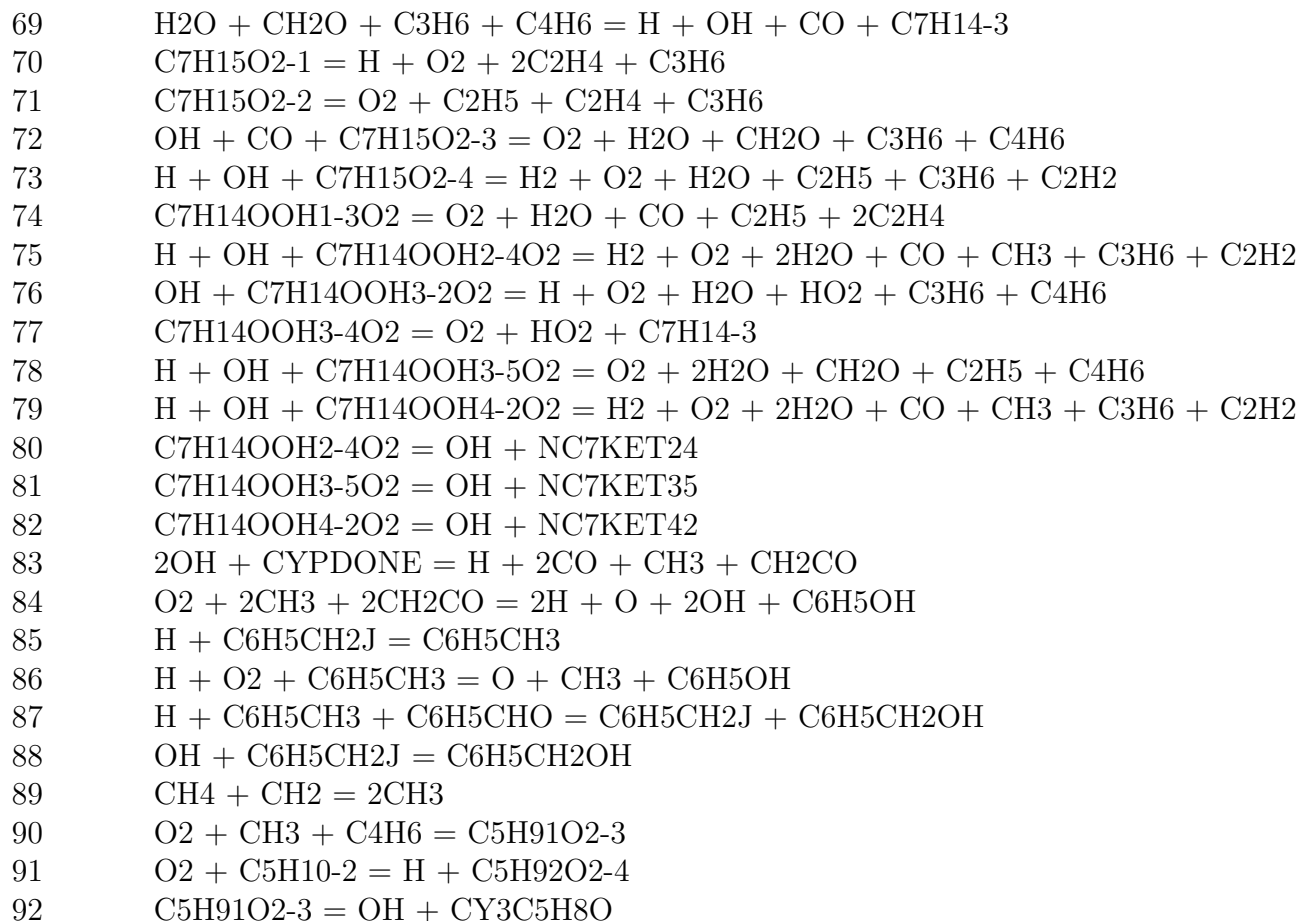 69 H2O + CH2O + C3H6 + C4H6 = H + OH + CO + C7H14-3
70 C7H15O2-1 = H + O2 + 2C2H4 + C3H6
71 C7H15O2-2 = O2 + C2H5 + C2H4 + C3H6
72 OH + CO + C7H15O2-3 = O2 + H2O + CH2O + C3H6 + C4H6
73 H + OH + C7H15O2-4 = H2 + O2 + H2O + C2H5 + C3H6 + C2H2
74 C7H14OOH1-3O2 = O2 + H2O + CO + C2H5 + 2C2H4
75 H + OH + C7H14OOH2-4O2 = H2 + O2 + 2H2O + CO + CH3 + C3H6 + C2H2
76 OH + C7H14OOH3-2O2 = H + O2 + H2O + HO2 + C3H6 + C4H6
77 C7H14OOH3-4O2 = O2 + HO2 + C7H14-3
78 H + OH + C7H14OOH3-5O2 = O2 + 2H2O + CH2O + C2H5 + C4H6
79 H + OH + C7H14OOH4-2O2 = H2 + O2 + 2H2O + CO + CH3 + C3H6 + C2H2
80 C7H14OOH2-4O2 = OH + NC7KET24
81 C7H14OOH3-5O2 = OH + NC7KET35
82 C7H14OOH4-2O2 = OH + NC7KET42
83 2OH + CYPDONE = H + 2CO + CH3 + CH2CO
84 O2 + 2CH3 + 2CH2CO = 2H + O + 2OH + C6H5OH
85 H + C6H5CH2J = C6H5CH3
86 H + O2 + C6H5CH3 = O + CH3 + C6H5OH
87 H + C6H5CH3 + C6H5CHO = C6H5CH2J + C6H5CH2OH
88 OH + C6H5CH2J = C6H5CH2OH
89 CH4 + CH2 = 2CH3
90 O2 + CH3 + C4H6 = C5H91O2-3
91 O2 + C5H10-2 = H + C5H92O2-4
92 C5H91O2-3 = OH + CY3C5H8O